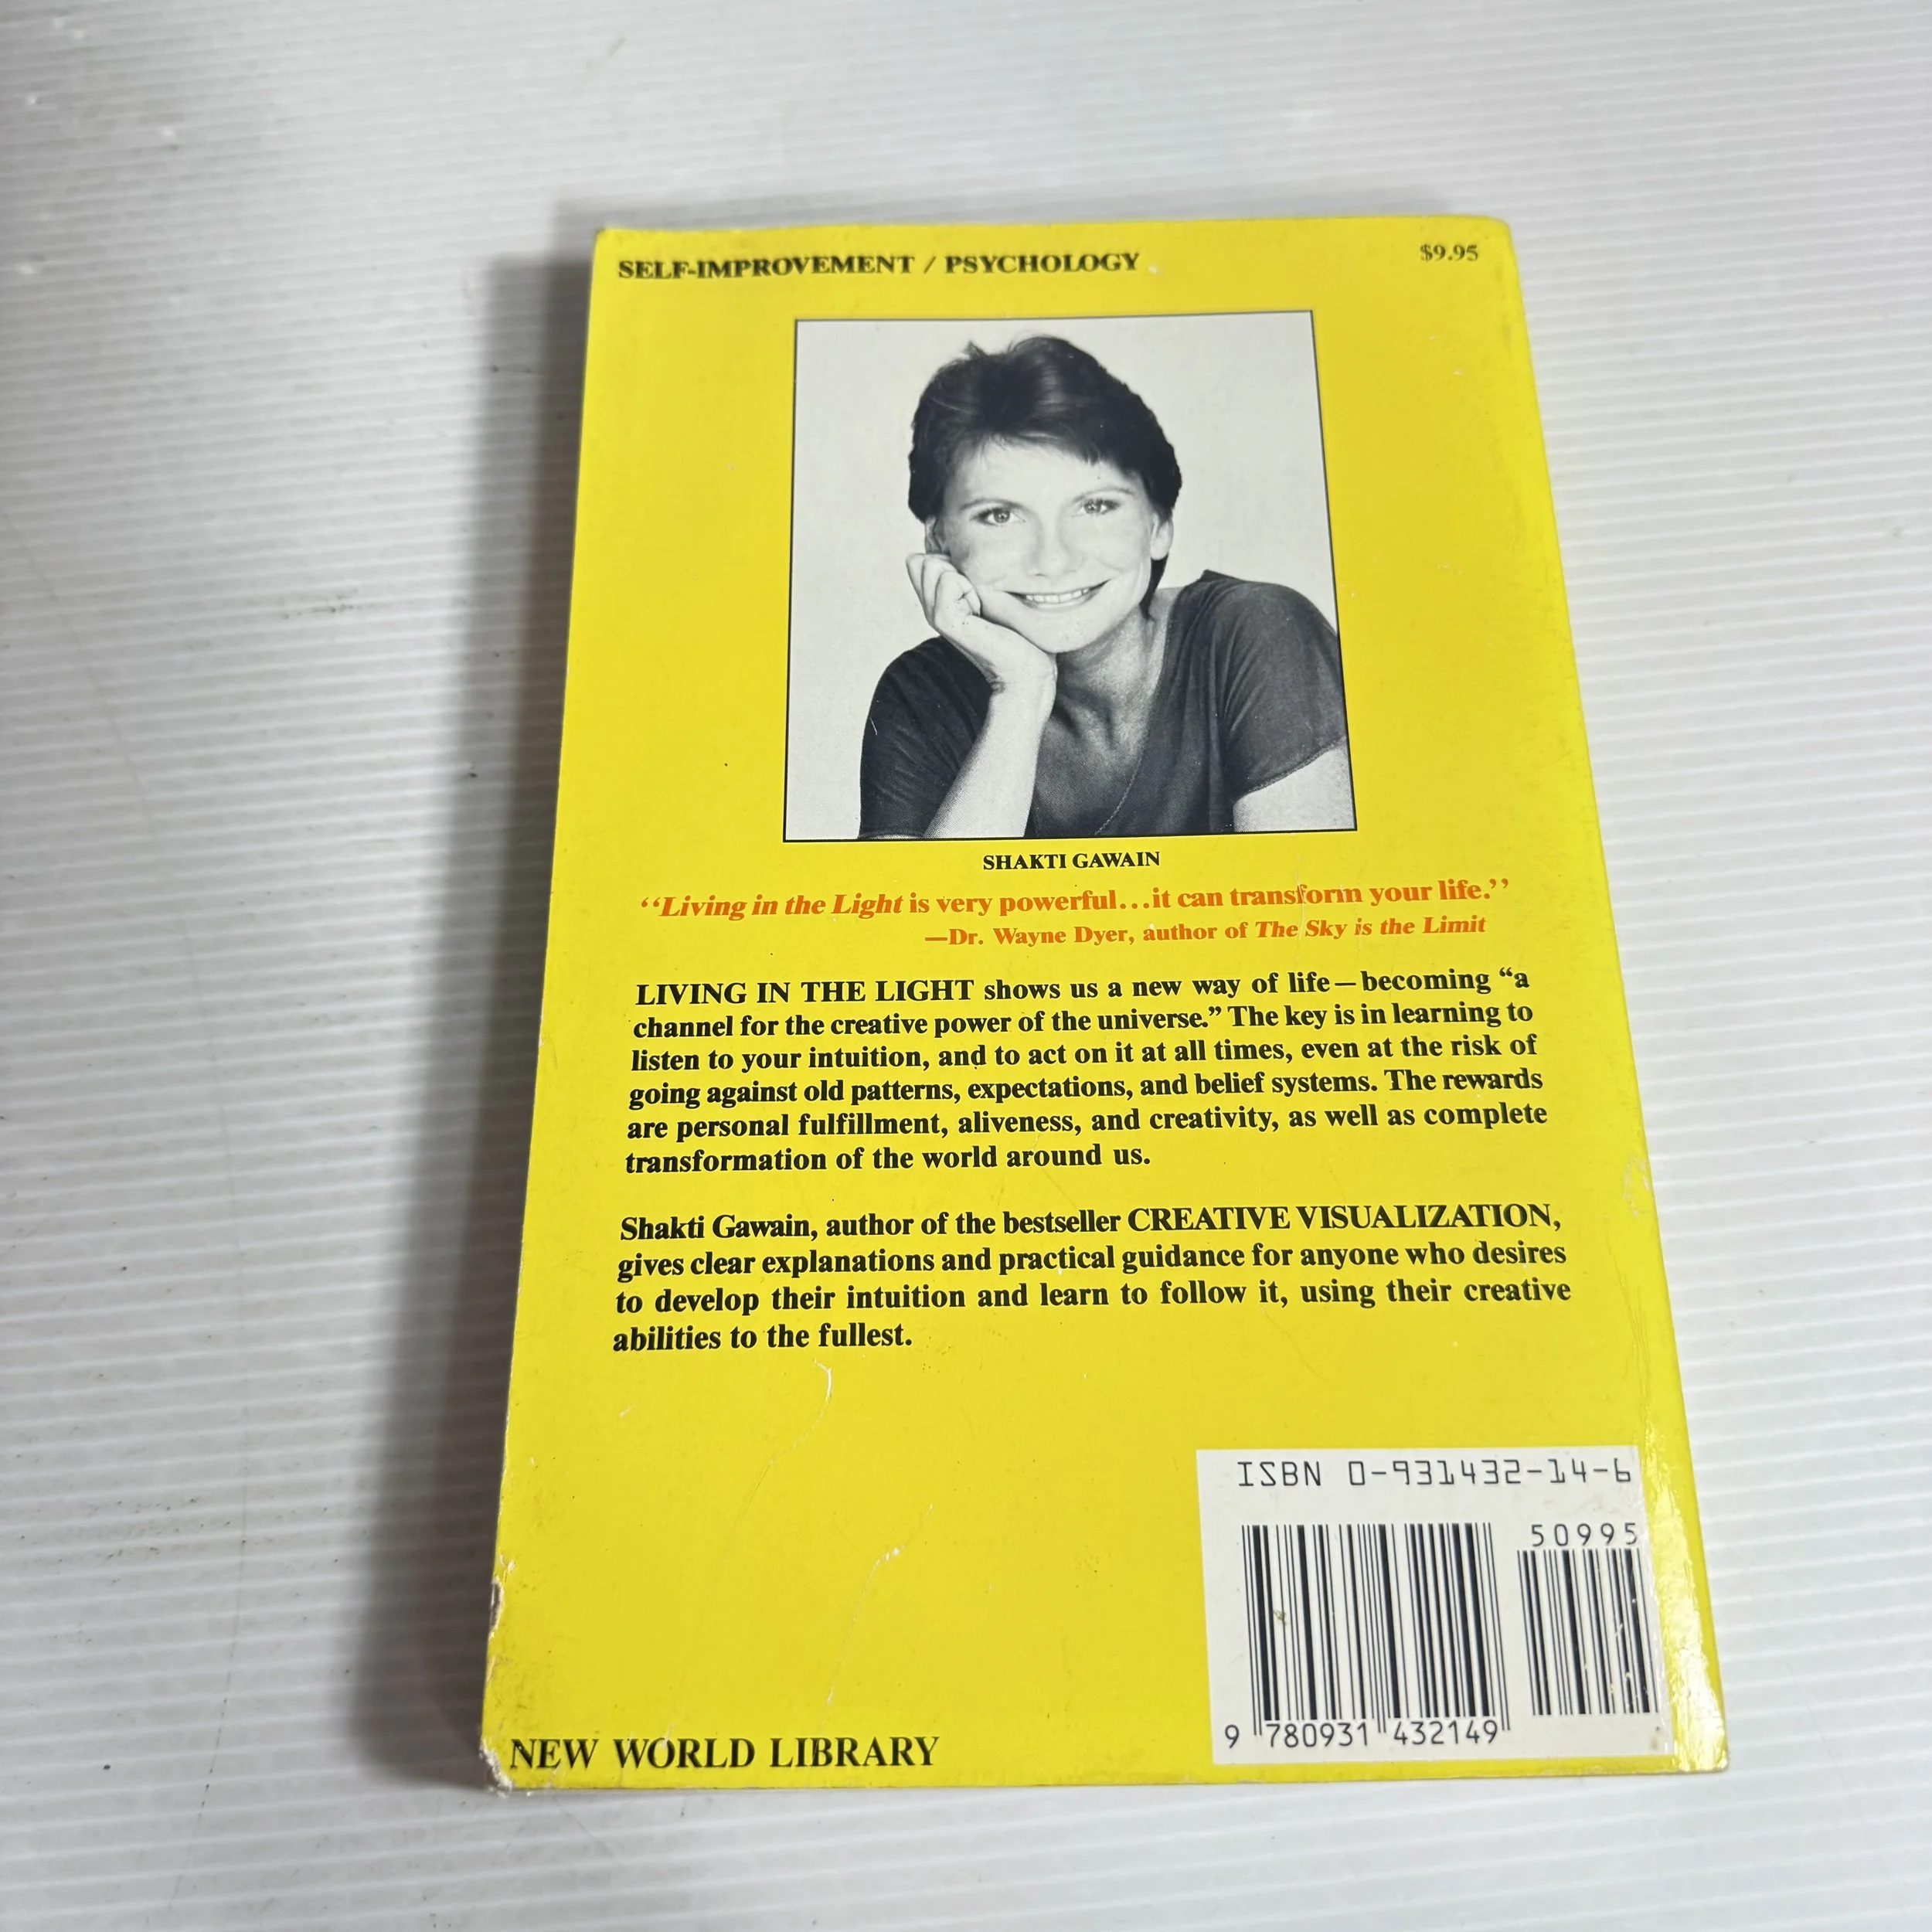 SELF-IMPROVEMENT / PSYCHOLOGY
$9.95
SHAKTI GAWAIN
‘‘Living in the Light is very powerful...it can transform your life.’’
—Dr. Wayne Dyer, author of The Sky is the Limit
LIVING IN THE LIGHT shows us a new way of life—becoming “a
channel for the creative power of the universe.” The key is in learning to
listen to your intuition, and to act on it at all times, even at the risk of
going against old patterns, expectations, and belief systems. The rewards
are personal fulfillment, aliveness, and creativity, as well as complete
transformation of the world around us.
Shakti Gawain, author of the bestseller CREATIVE VISUALIZATION,
gives clear explanations and practical guidance for anyone who desires
to develop their intuition and learn to follow it, using their creative
abilities to the fullest.
ISBN 0-931432-14-6
50995
9 780931 432149
NEW WORLD LIBRARY